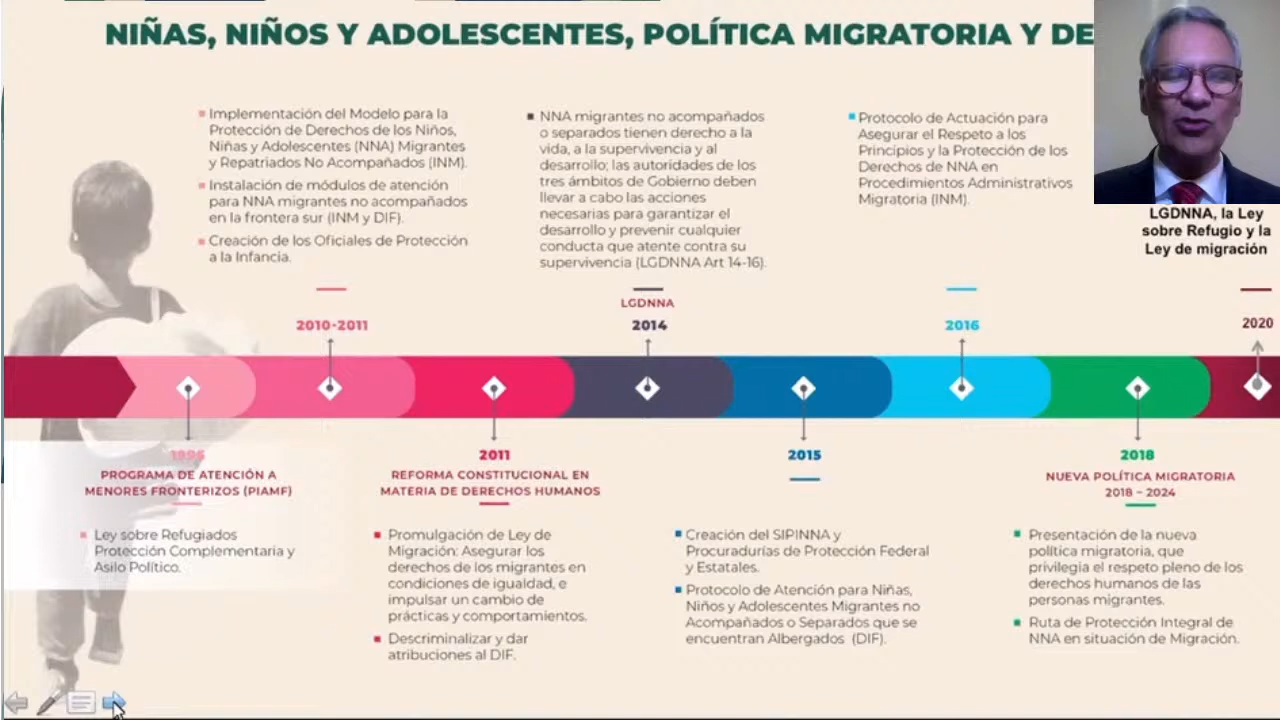 NIÑAS, NIÑOS Y ADOLESCENTES, POLÍTICA MIGRATORIA Y DE
Implementación del Modelo para la
Protección de Derechos de los Niños,
Niñas y Adolescentes (NNA) Migrantes
y Repatriados No Acompañados (INM).
Instalación de módulos de atención
para NNA migrantes no acompañados
en la frontera sur (INM y DIF).
Creación de los Oficiales de Protección
a la Infancia.
2010-2011
NNA migrantes no acompañados
o separados tienen derecho a la
vida, a la supervivencia y al
desarrollo; las autoridades de los
tres ámbitos de Gobierno deben
llevar a cabo las acciones
necesarias para garantizar el
desarrollo y prevenir cualquier
conducta que atente contra su
supervivencia (LGDNNA Art 14-16).
LGDNNA
2014
Protocolo de Actuación para
Asegurar el Respeto a los
Principios y la Protección de los
Derechos de NNA en
Procedimientos Administrativos
Migratoria (INM).
2016
LGDNNA, la Ley
sobre Refugio y la
Ley de migración
2020
1996
PROGRAMA DE ATENCIÓN A
MENORES FRONTERIZOS (PIAMF)
Ley sobre Refugiados
Protección Complementaria y
Asilo Político.
2011
REFORMA CONSTITUCIONAL EN
MATERIA DE DERECHOS HUMANOS
Promulgación de Ley de
Migración: Asegurar los
derechos de los migrantes en
condiciones de igualdad, e
impulsar un cambio de
prácticas y comportamientos.
Descriminalizar y dar
atribuciones al DIF.
2015
Creación del SIPINNA y
Procuradurías de Protección Federal
y Estatales.
Protocolo de Atención para Niñas,
Niños y Adolescentes Migrantes no
Acompañados o Separados que se
encuentran Albergados (DIF).
2018
NUEVA POLÍTICA MIGRATORIA
2018 – 2024
Presentación de la nueva
política migratoria, que
privilegia el respeto pleno de los
derechos humanos de las
personas migrantes.
Ruta de Protección Integral de
NNA en situación de Migración.